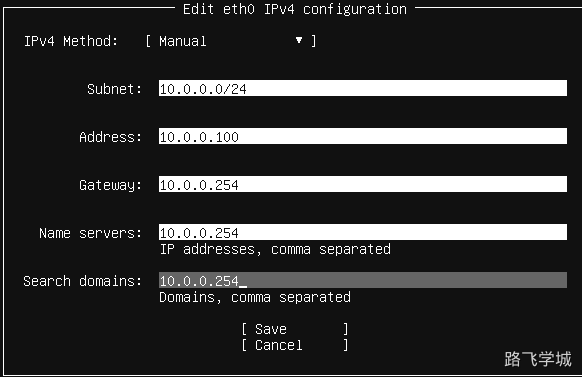 Edit eth0 IPv4 configuration
IPv4 Method: [ Manual ▼ ]
Subnet: 10.0.0.0/24
Address: 10.0.0.100
Gateway: 10.0.0.254
Name servers: 10.0.0.254
IP addresses, comma separated
Search domains: 10.0.0.254_
Domains, comma separated
[ Save ]
[ Cancel ]
路飞学城